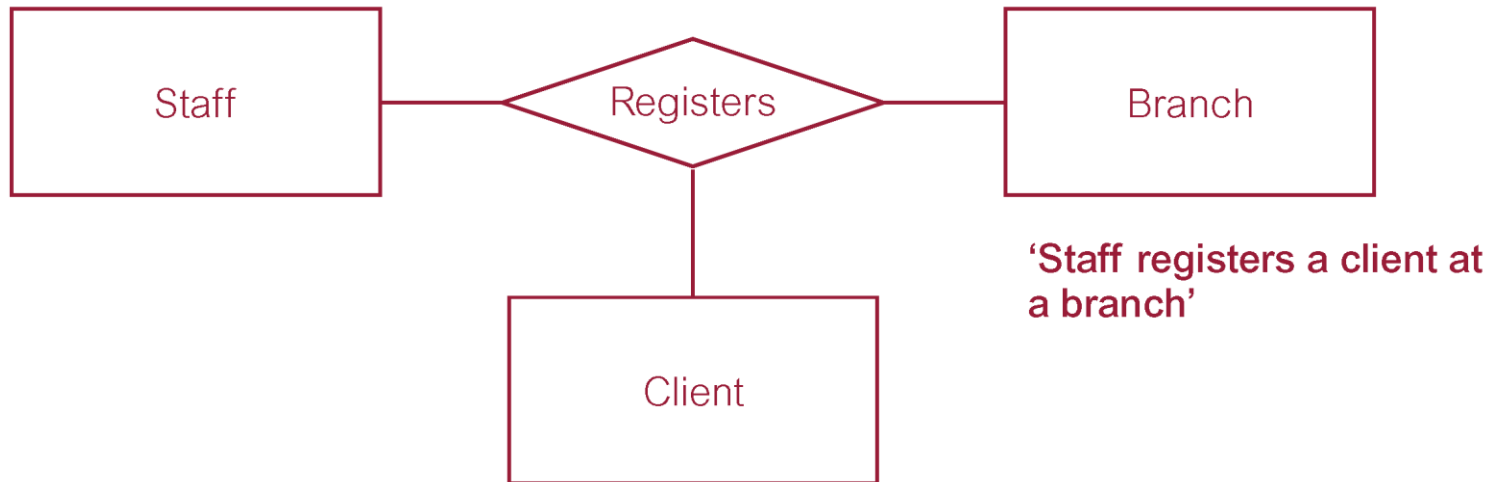 Staff
Registers
Branch
‘Staff registers a client at
a branch’
Client